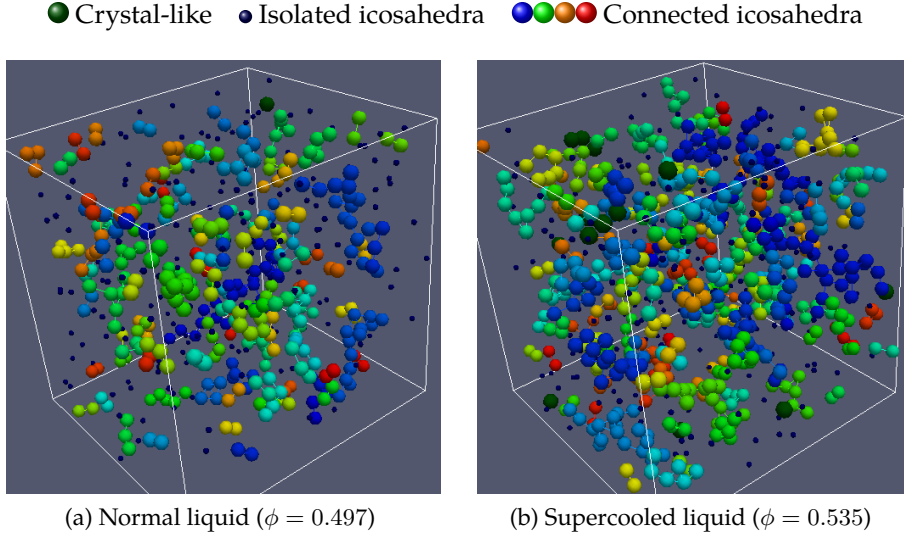 Crystal-like Isolated icosahedra Connected icosahedra
(a) Normal liquid (ϕ = 0.497)
(b) Supercooled liquid (ϕ = 0.535)